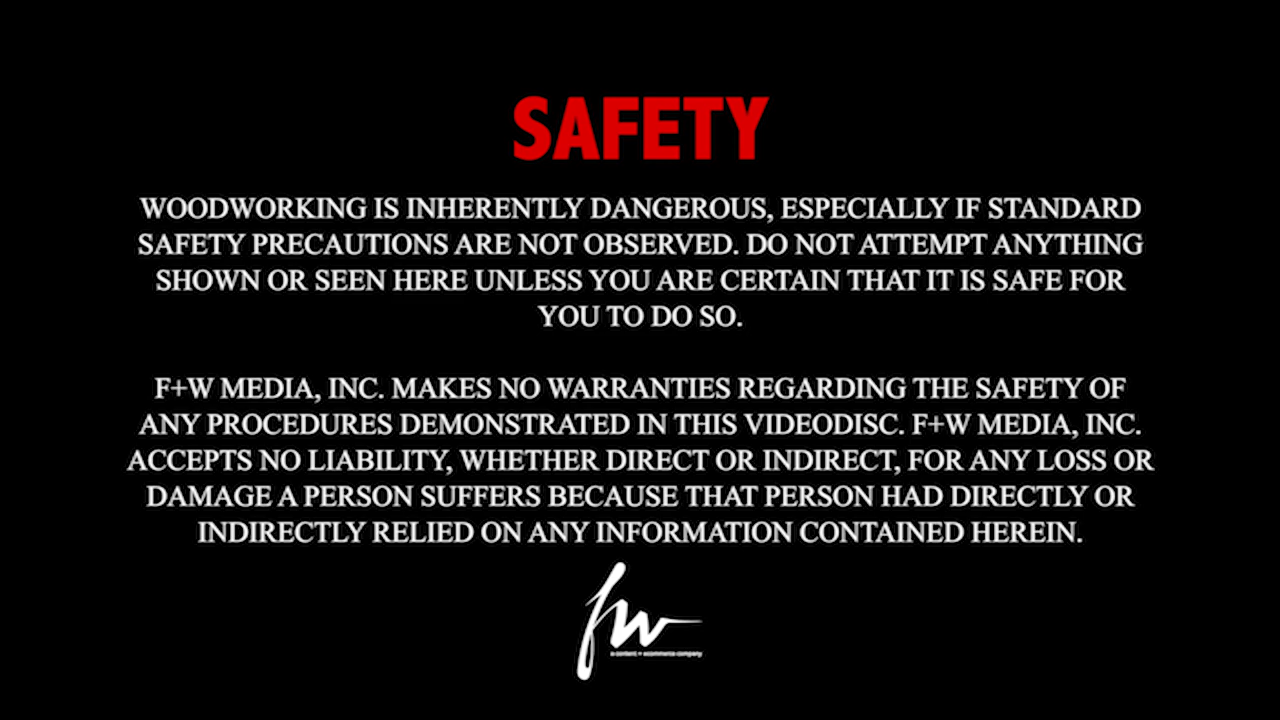 SAFETY
WOODWORKING IS INHERENTLY DANGEROUS, ESPECIALLY IF STANDARD
SAFETY PRECAUTIONS ARE NOT OBSERVED. DO NOT ATTEMPT ANYTHING
SHOWN OR SEEN HERE UNLESS YOU ARE CERTAIN THAT IT IS SAFE FOR
YOU TO DO SO.
F+W MEDIA, INC. MAKES NO WARRANTIES REGARDING THE SAFETY OF
ANY PROCEDURES DEMONSTRATED IN THIS VIDEODISC. F+W MEDIA, INC.
ACCEPTS NO LIABILITY, WHETHER DIRECT OR INDIRECT, FOR ANY LOSS OR
DAMAGE A PERSON SUFFERS BECAUSE THAT PERSON HAD DIRECTLY OR
INDIRECTLY RELIED ON ANY INFORMATION CONTAINED HEREIN.
fw
a content + ecommerce company